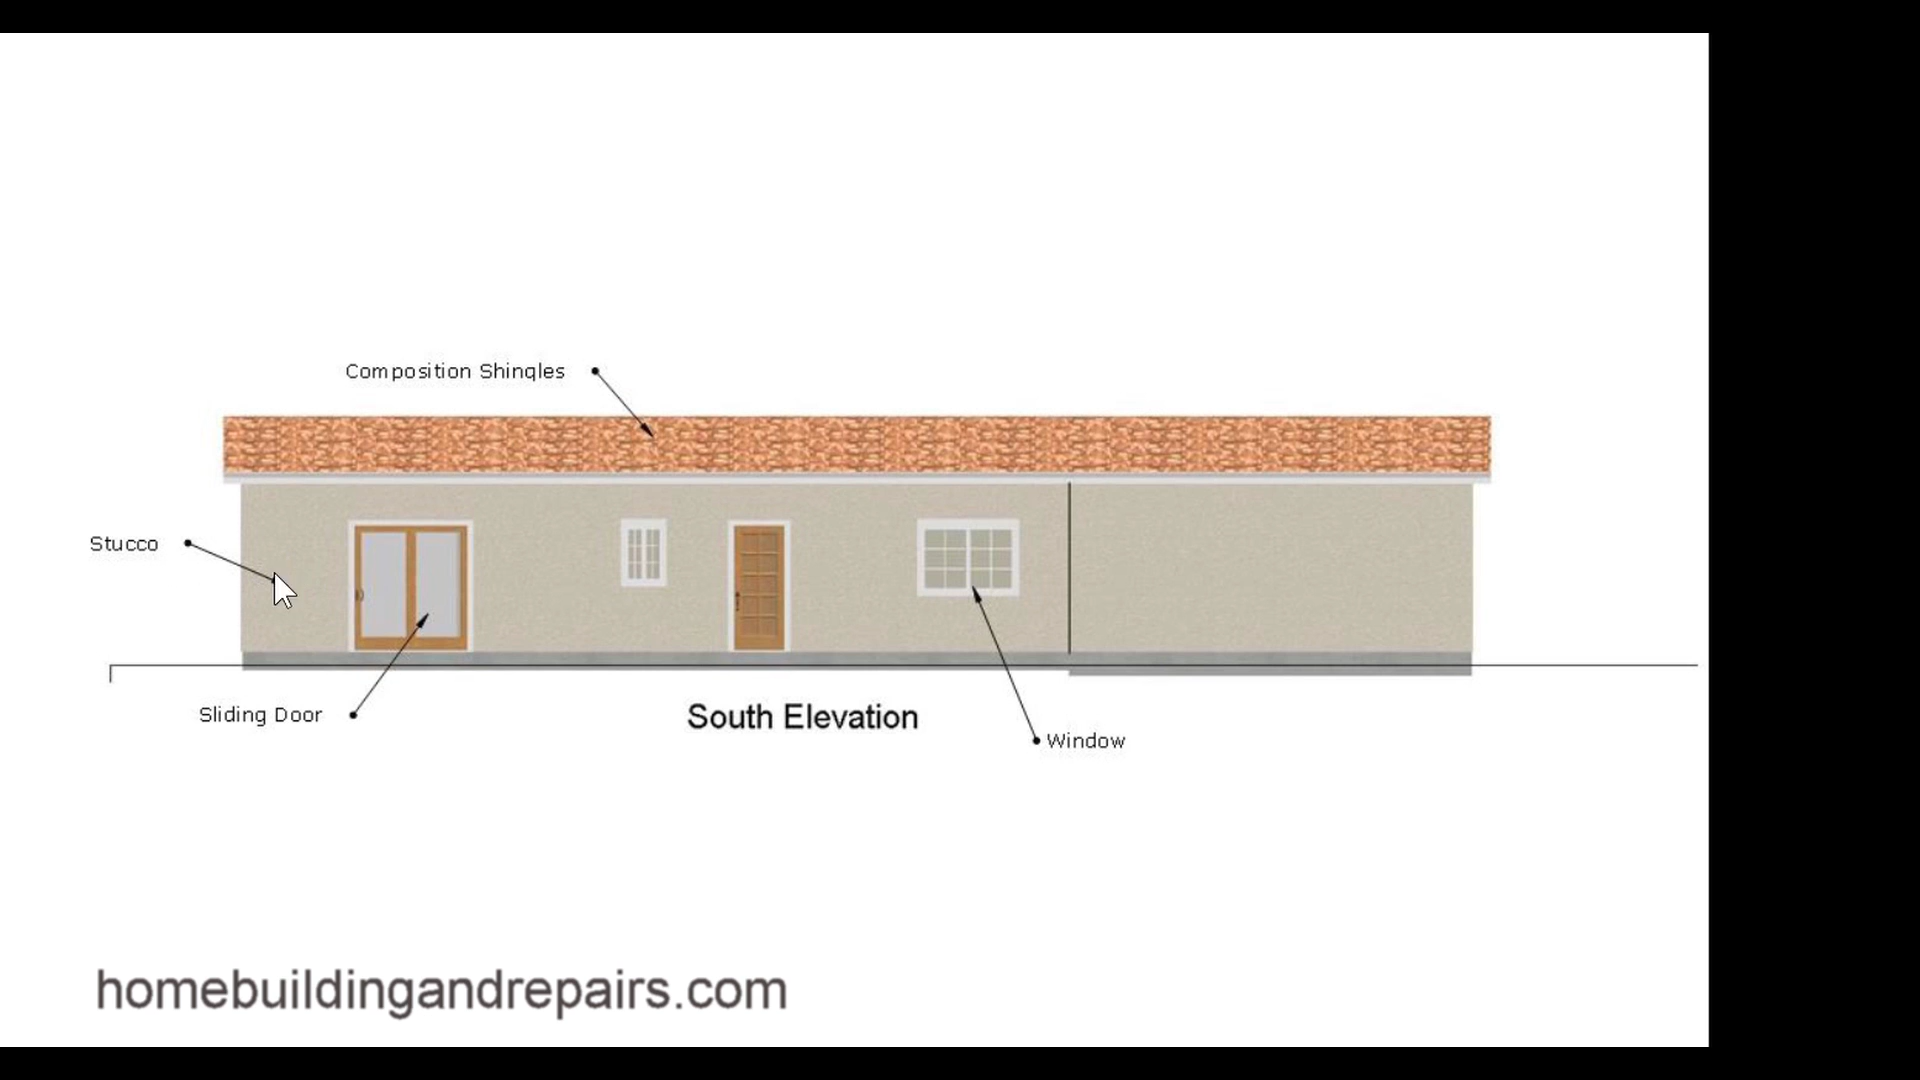 Composition Shingles
Stucco
Sliding Door
South Elevation
Window
homebuildingandrepairs.com